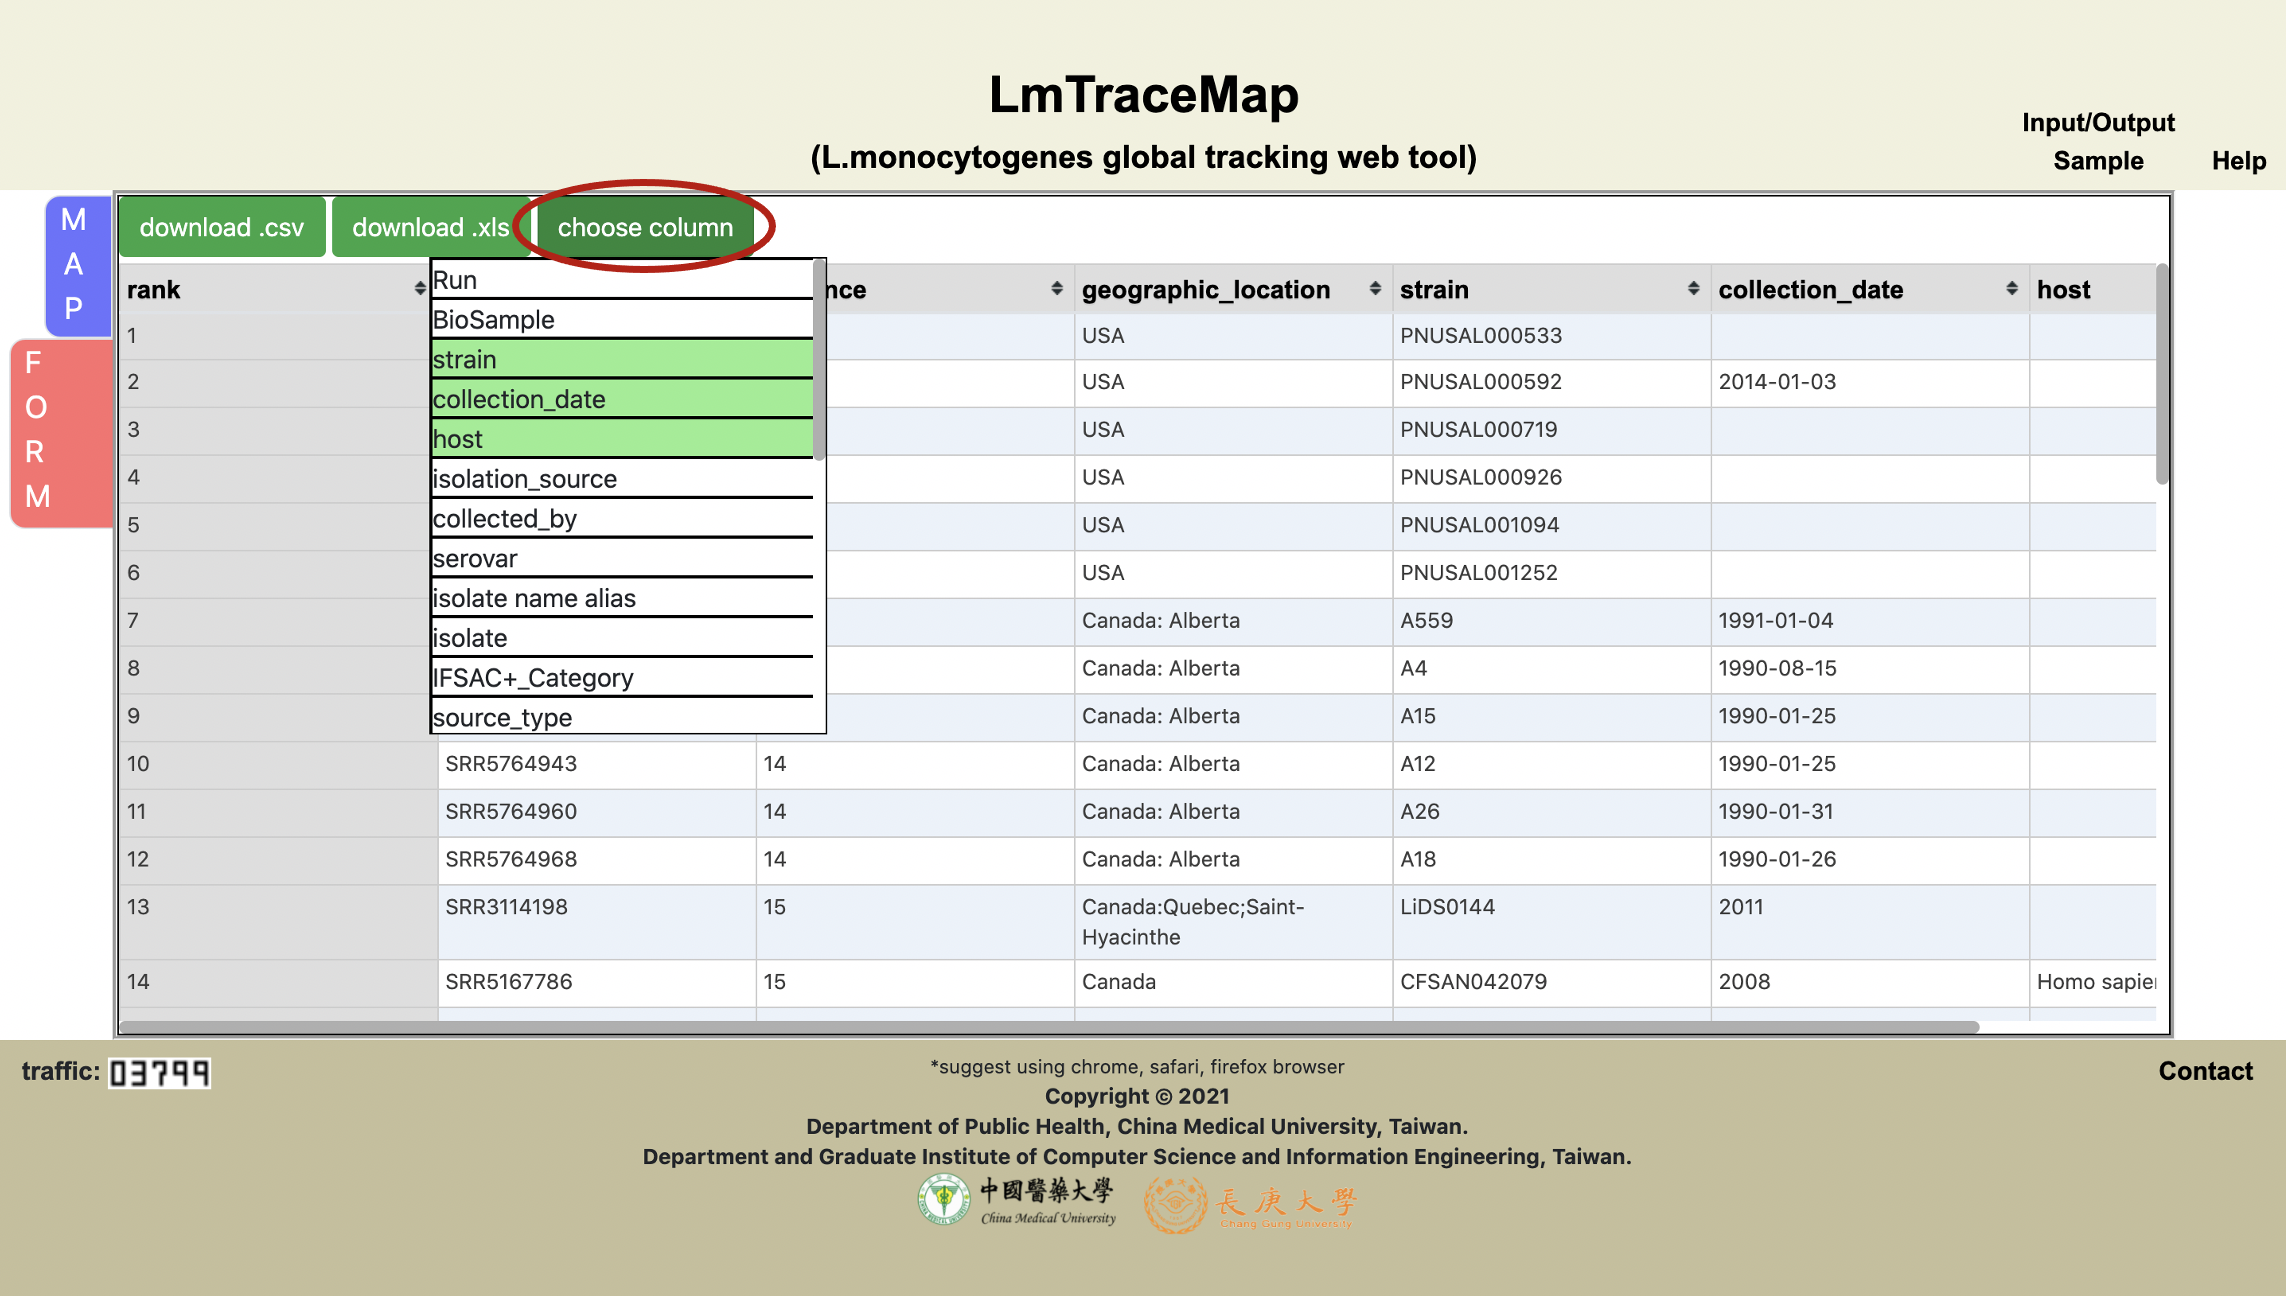 LmTraceMap
(L.monocytogenes global tracking web tool)
Input/Output
Sample
Help
M
A
P
F
O
R
M
download .csv
download .xls
choose column
Run
BioSample
strain
collection_date
host
isolation_source
collected_by
serovar
isolate name alias
isolate
IFSAC+_Category
source_type
rank nce geographic_location strain collection_date host
1 USA PNUSAL000533
2 USA PNUSAL000592 2014-01-03
3 USA PNUSAL000719
4 USA PNUSAL000926
5 USA PNUSAL001094
6 USA PNUSAL001252
7 Canada: Alberta A559 1991-01-04
8 Canada: Alberta A4 1990-08-15
9 Canada: Alberta A15 1990-01-25
10 SRR5764943 14 Canada: Alberta A12 1990-01-25
11 SRR5764960 14 Canada: Alberta A26 1990-01-31
12 SRR5764968 14 Canada: Alberta A18 1990-01-26
13 SRR3114198 15 Canada:Quebec;Saint-
Hyacinthe LiDS0144 2011
14 SRR5167786 15 Canada CFSAN042079 2008 Homo sapie
traffic: 03799
*suggest using chrome, safari, firefox browser
Contact
Copyright © 2021
Department of Public Health, China Medical University, Taiwan.
Department and Graduate Institute of Computer Science and Information Engineering, Taiwan.
中國醫藥大學
China Medical University
長庚大學
Chang Gung University